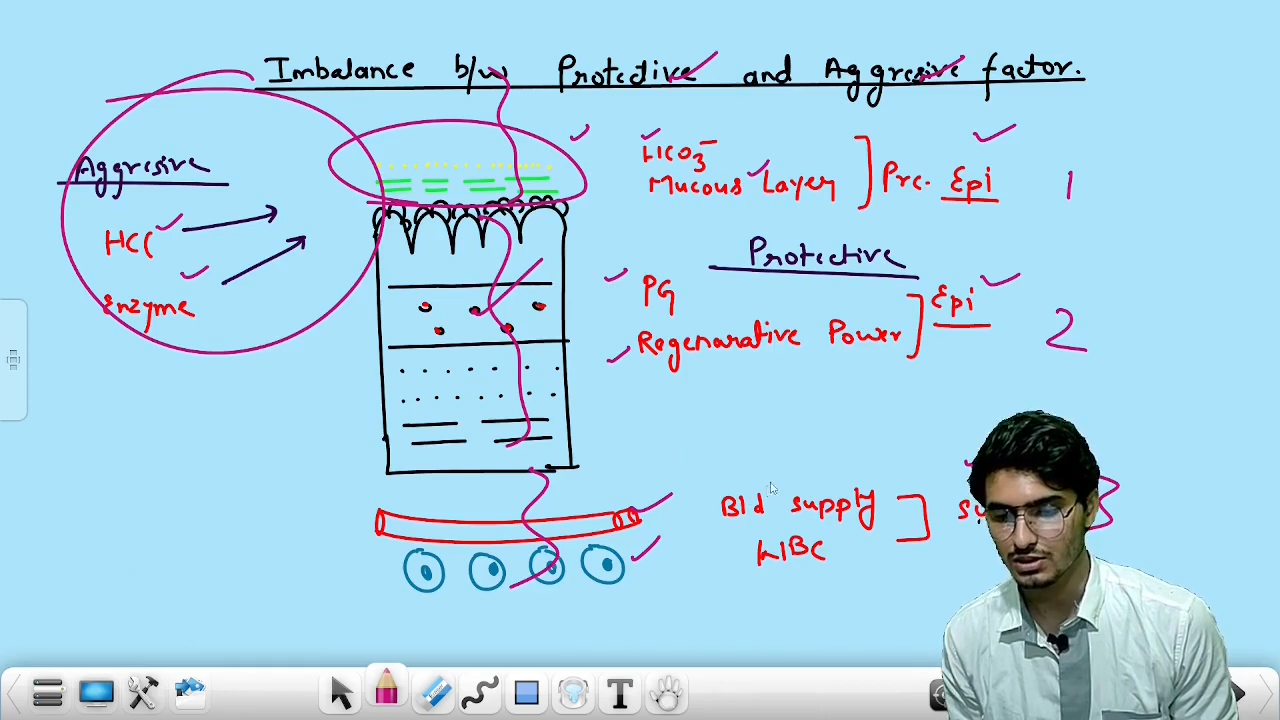 Imbalance b/w Protective and Aggresive factor.
Aggresive
HCl
Enzyme
HCO3-
Mucous Layer
Pre. Epi
1
Protective
PG
Regenarative Power
Epi
2
Bld supply
WBC
3
T